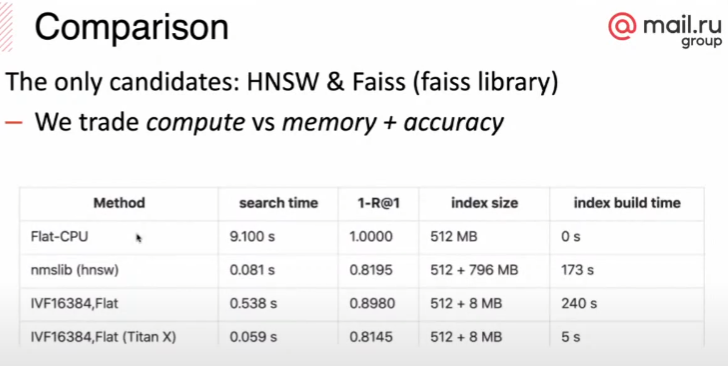 Comparison
@ mail.ru
group
The only candidates: HNSW & Faiss (faiss library)
— We trade compute vs memory + accuracy
Method search time 1-R@1 index size index build time
Flat-CPU 9.100 s 1.0000 512 MB 0 s
nmslib (hnsw) 0.081 s 0.8195 512 + 796 MB 173 s
IVF16384,Flat 0.538 s 0.8980 512 + 8 MB 240 s
IVF16384,Flat (Titan X) 0.059 s 0.8145 512 + 8 MB 5 s